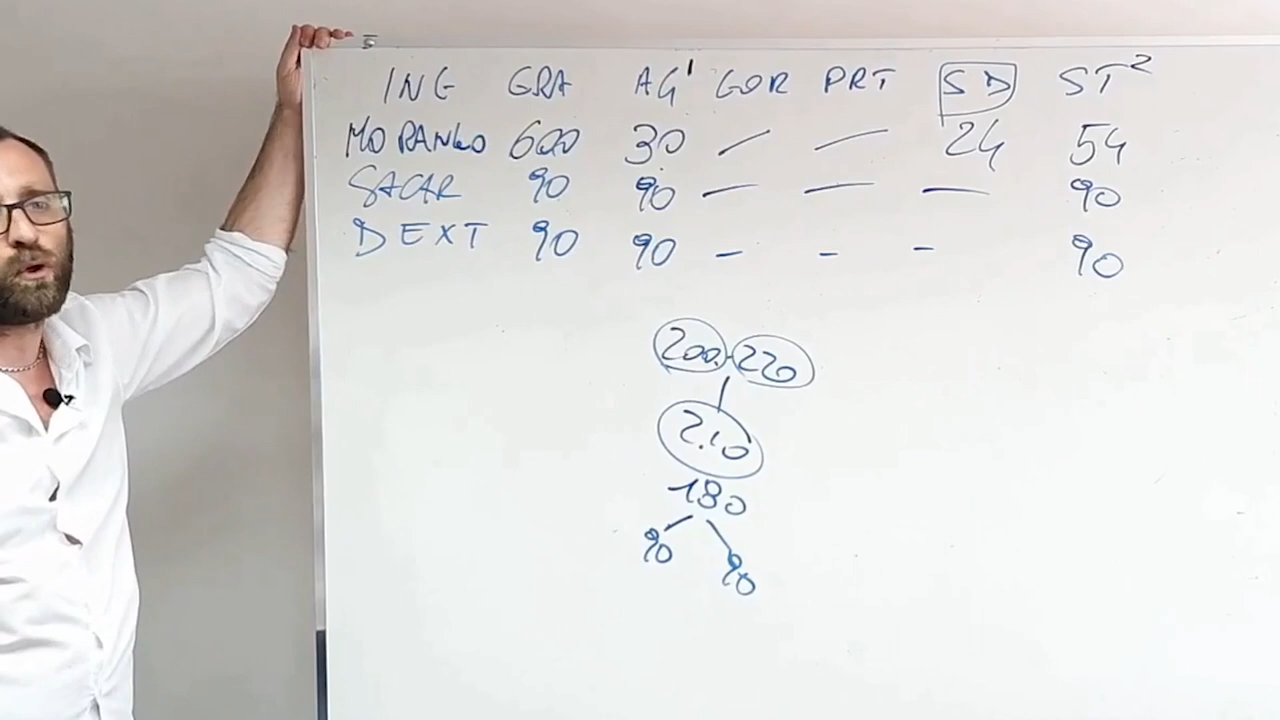 ING GRA AG¹ GOR PRT SD ST²
MORANGO 600 30 — — 24 54
SACAR 90 90 — — — 90
DEXT 90 90 - - - 90
200-220
210
180
90 90